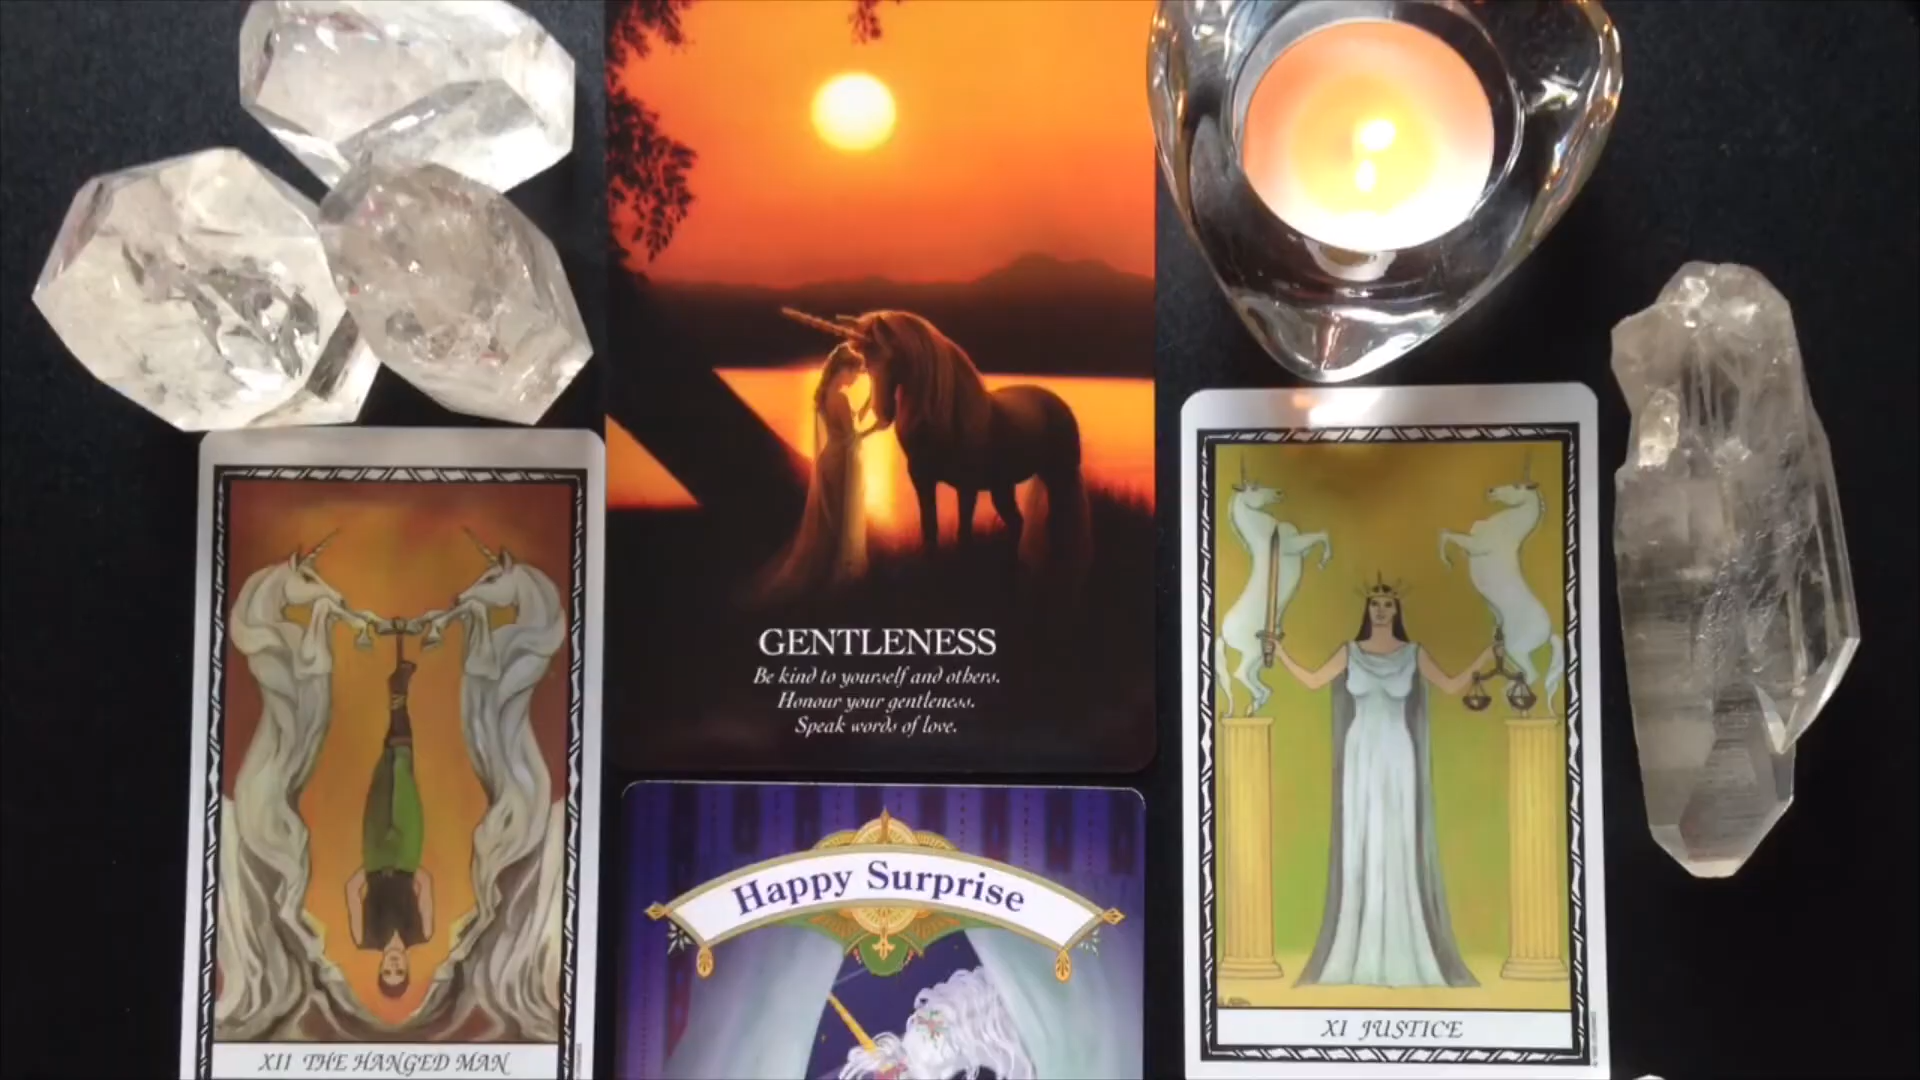 GENTLENESS
Be kind to yourself and others.
Honour your gentleness.
Speak words of love.
Happy Surprise
XII THE HANGED MAN
XI JUSTICE